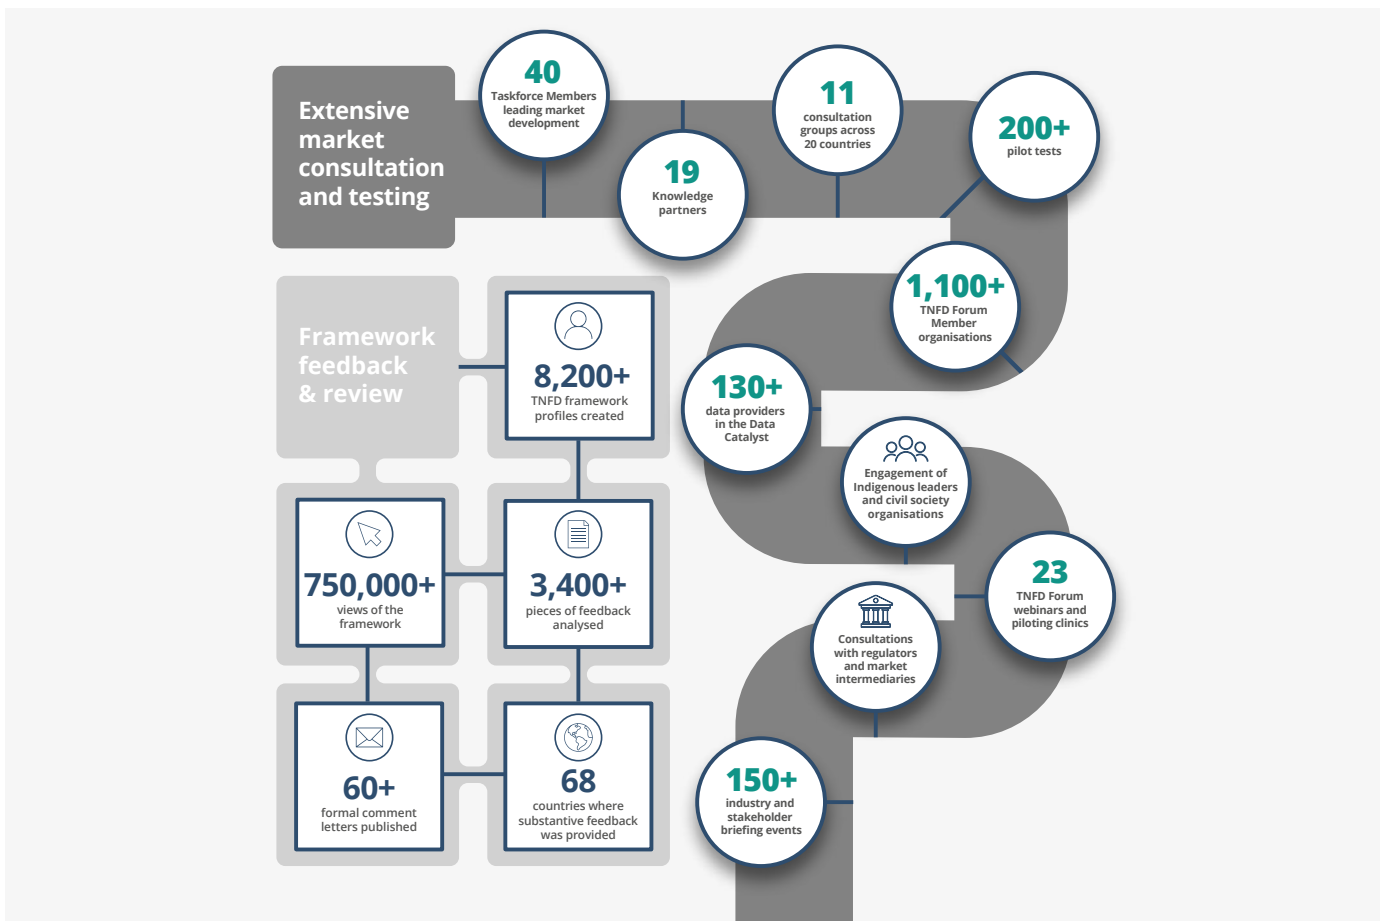 Extensive
market
consultation
and testing
40
Taskforce Members
leading market
development
19
Knowledge
partners
11
consultation
groups across
20 countries
200+
pilot tests
1,100+
TNFD Forum
Member
organisations
130+
data providers
in the Data
Catalyst
Engagement of
Indigenous leaders
and civil society
organisations
23
TNFD Forum
webinars and
piloting clinics
Consultations
with regulators
and market
intermediaries
150+
industry and
stakeholder
briefing events
Framework
feedback
& review
8,200+
TNFD framework
profiles created
750,000+
views of the
framework
3,400+
pieces of feedback
analysed
60+
formal comment
letters published
68
countries where
substantive feedback
was provided